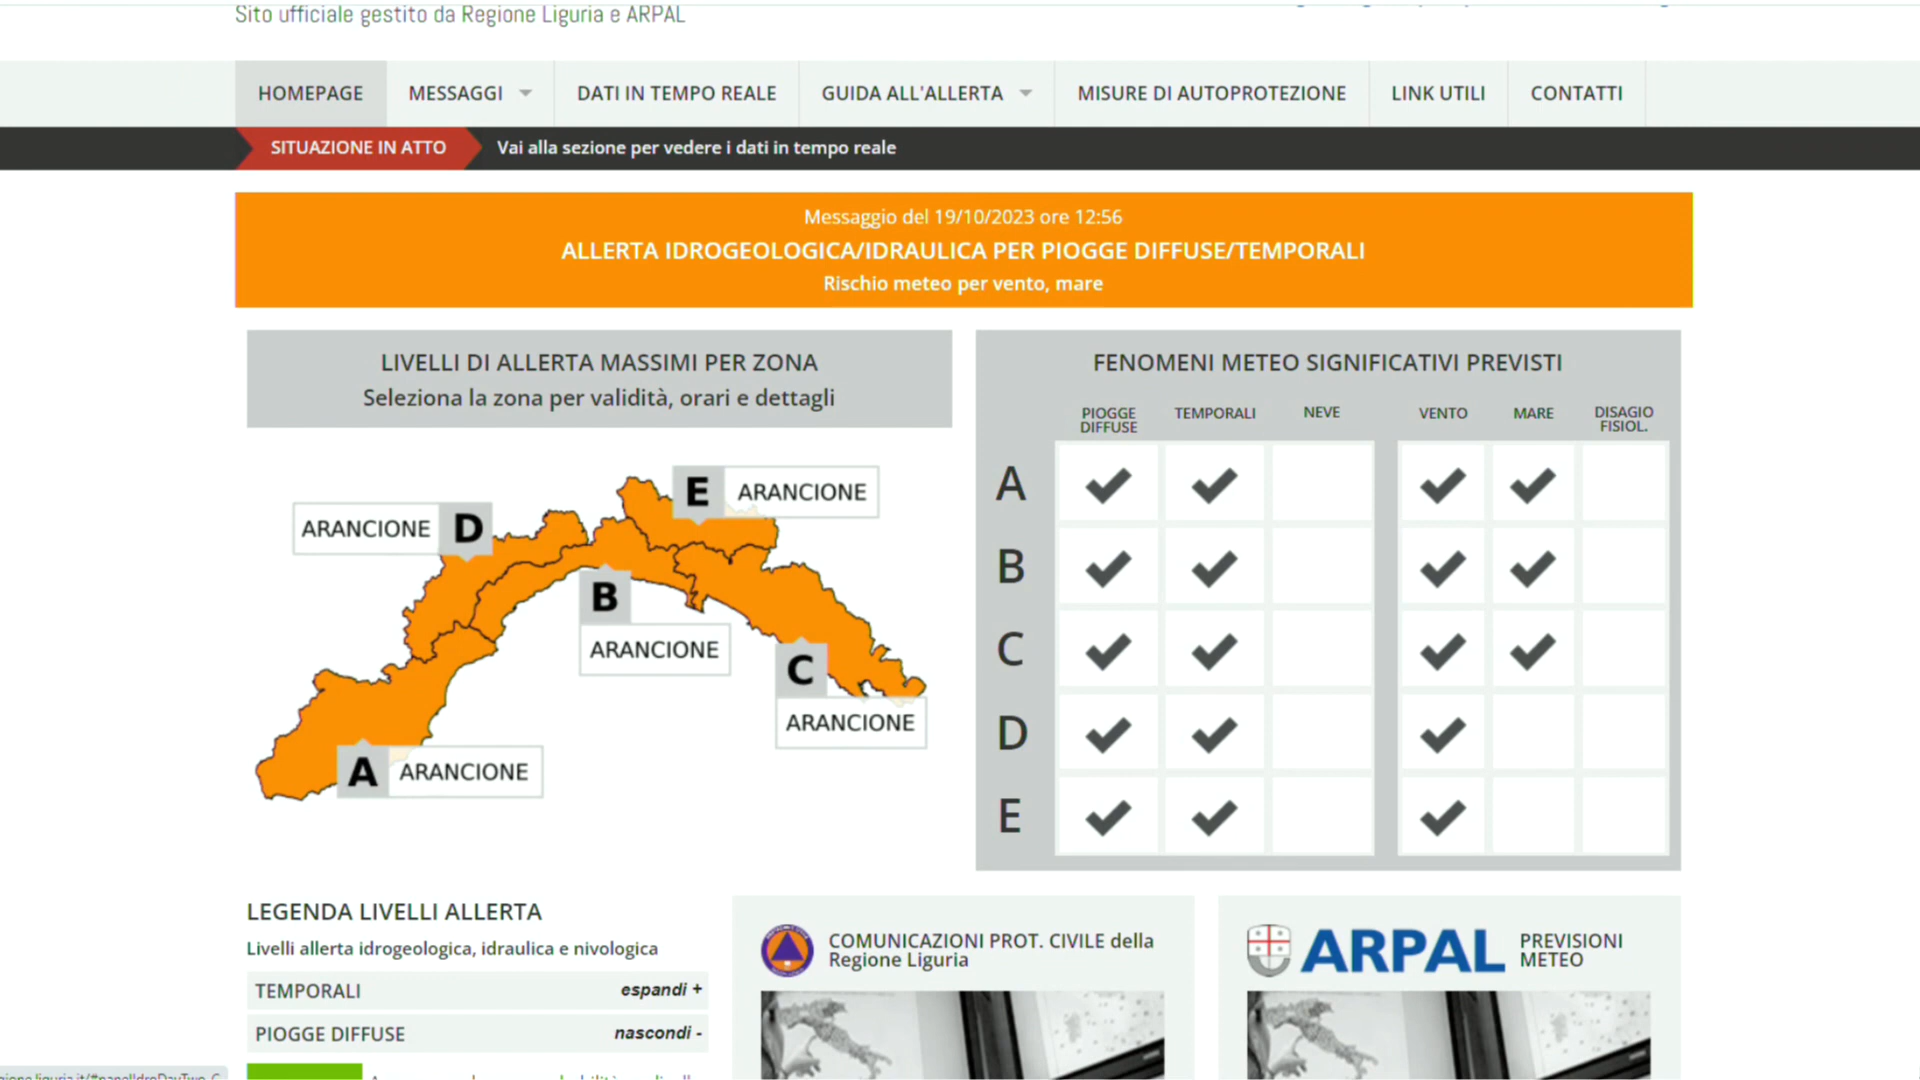 Sito ufficiale gestito da Regione Liguria e ARPAL
HOMEPAGE
MESSAGGI
DATI IN TEMPO REALE
GUIDA ALL'ALLERTA
MISURE DI AUTOPROTEZIONE
LINK UTILI
CONTATTI
SITUAZIONE IN ATTO
Vai alla sezione per vedere i dati in tempo reale
Messaggio del 19/10/2023 ore 12:56
ALLERTA IDROGEOLOGICA/IDRAULICA PER PIOGGE DIFFUSE/TEMPORALI
Rischio meteo per vento, mare
LIVELLI DI ALLERTA MASSIMI PER ZONA
Seleziona la zona per validità, orari e dettagli
E ARANCIONE
ARANCIONE D
B
ARANCIONE
C
ARANCIONE
A ARANCIONE
FENOMENI METEO SIGNIFICATIVI PREVISTI
PIOGGE
DIFFUSE
TEMPORALI
NEVE
VENTO
MARE
DISAGIO
FISIOL.
A
B
C
D
E
LEGENDA LIVELLI ALLERTA
Livelli allerta idrogeologica, idraulica e nivologica
TEMPORALI espandi +
PIOGGE DIFFUSE nascondi -
COMUNICAZIONI PROT. CIVILE della
Regione Liguria
ARPAL
PREVISIONI
METEO